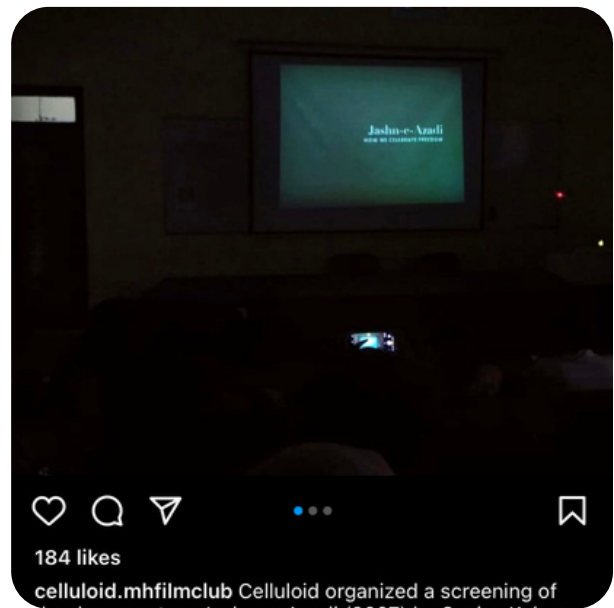 Jashn-e-Azadi
HOW WE CELEBRATE FREEDOM
184 likes
celluloid.mhfilmclub Celluloid organized a screening of